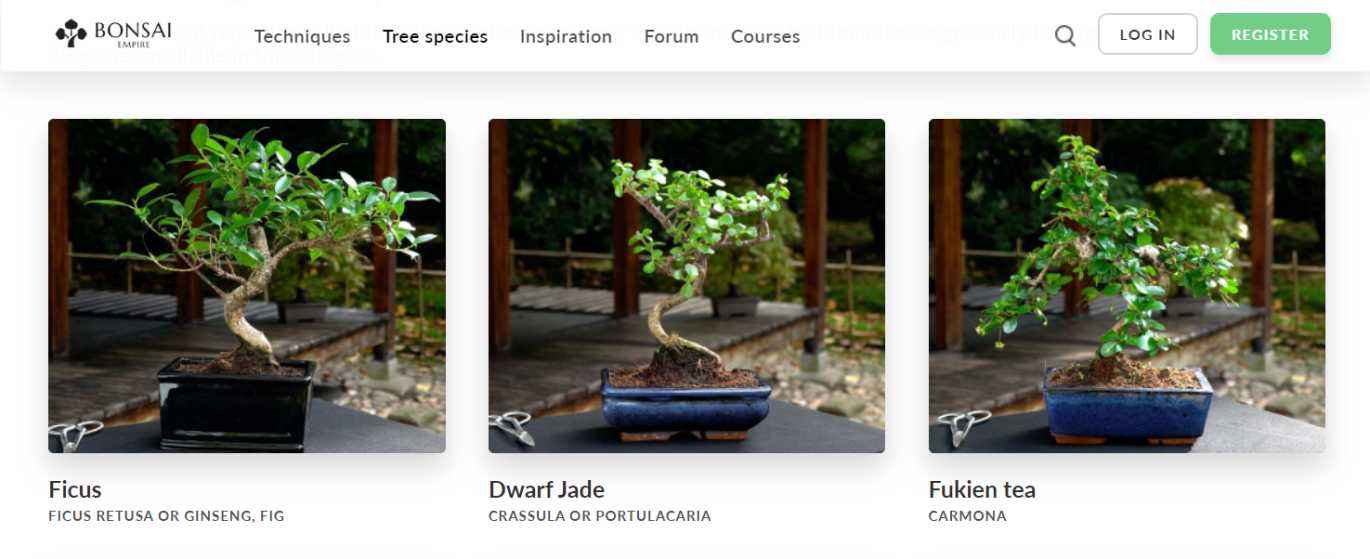 BONSAI
EMPIRE
Techniques
Tree species
Inspiration
Forum
Courses
LOG IN
REGISTER
Ficus
FICUS RETUSA OR GINSENG, FIG
Dwarf Jade
CRASSULA OR PORTULACARIA
Fukien tea
CARMONA